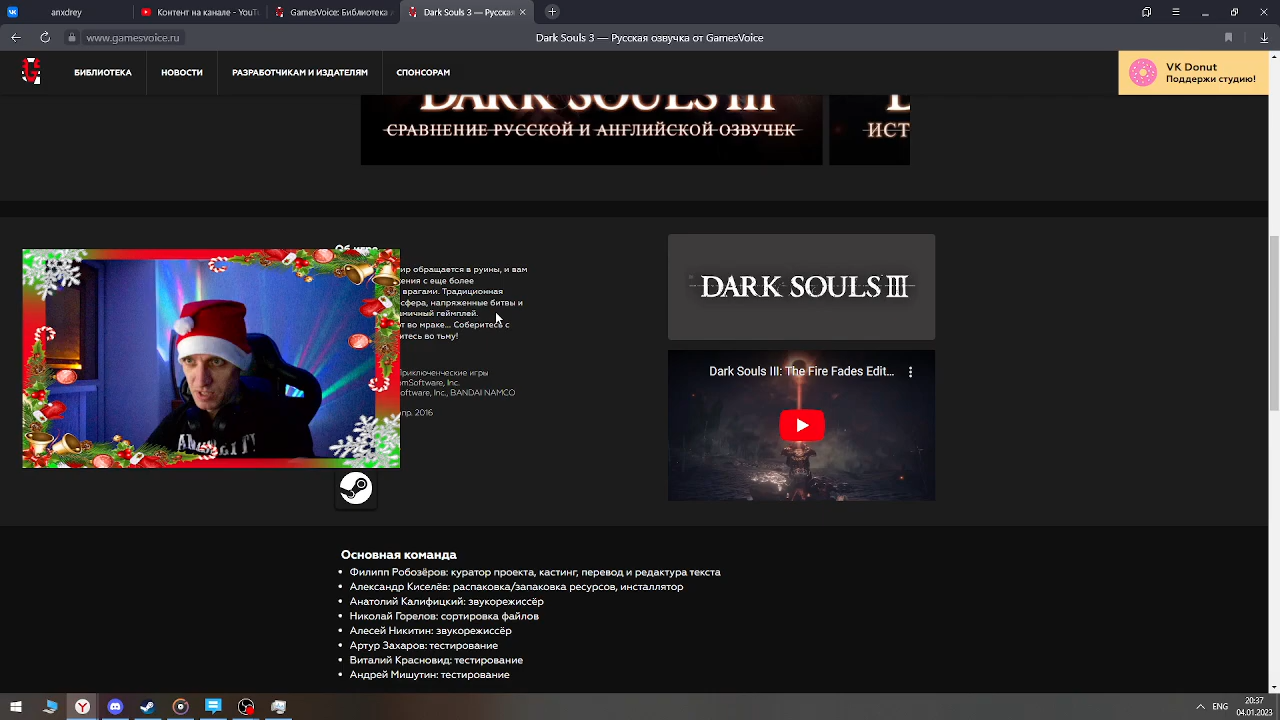 anxdrey
Контент на канале - YouTu
GamesVoice: Библиотека
Dark Souls 3 — Русская
www.gamesvoice.ru
Dark Souls 3 — Русская озвучка от GamesVoice
БИБЛИОТЕКА
НОВОСТИ
РАЗРАБОТЧИКАМ И ИЗДАТЕЛЯМ
СПОНСОРАМ
VK Donut
Поддержи студию!
DARK SOULS III
СРАВНЕНИЕ РУССКОЙ И АНГЛИЙСКОЙ ОЗВУЧЕК
ИСТ
Об игре
ир обращается в руины, и вам
ения с еще более
врагами. Традиционная
сфера, напряженные битвы и
мичный геймплей.
т во мраке... Соберитесь с
итесь во тьму!
риключенческие игры
omSoftware, Inc.
oftware, Inc., BANDAI NAMCO
пр. 2016
DARK SOULS III
Dark Souls III: The Fire Fades Edit...
Основная команда
Филипп Робозёров: куратор проекта, кастинг, перевод и редактура текста
Александр Киселёв: распаковка/запаковка ресурсов, инсталлятор
Анатолий Калифицкий: звукорежиссёр
Николай Горелов: сортировка файлов
Алесей Никитин: звукорежиссёр
Артур Захаров: тестирование
Виталий Красновид: тестирование
Андрей Мишутин: тестирование
ENG
20:37
04.01.2023